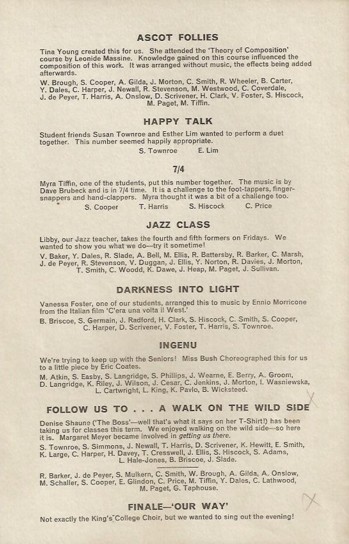 ASCOT FOLLIES
Tina Young created this for us. She attended the 'Theory of Composition'
course by Leonide Massine. Knowledge gained on this course influenced the
composition of this work. It was arranged without music, the effects being added
afterwards.
W. Brough, S. Cooper, A. Gilda, J. Morton, C. Smith, R. Wheeler, B. Carter,
Y. Dales, C. Harper, J. Newall, R. Stevenson, M. Westwood, C. Coverdale,
J. de Peyer, T. Harris, A. Onslow, D. Scrivener, H. Clark, V. Foster, S. Hiscock,
M. Paget, M. Tiffin.
HAPPY TALK
Student friends Susan Townroe and Esther Lim wanted to perform a duet
together. This number seemed happily appropriate.
S. Townroe E. Lim
7/4
Myra Tiffin, one of the students, put this number together. The music is by
Dave Brubeck and is in 7/4 time. It is a challenge to the foot-tappers, finger-
snappers and hand-clappers. Myra thought it was a bit of a challenge too.
S. Cooper V. Harris S. Hiscock C. Price
JAZZ CLASS
Libby, our Jazz teacher, takes the fourth and fifth formers on Fridays. We
wanted to show you what we do—try it sometime!
V. Baker, Y. Dales, R. Slade, A. Bell, M. Ellis, R. Battersby, R. Barker, C. Marsh,
J. de Peyer, R. Stevenson, V. Duggan, J. Ellis, Y. Norton, R. Davies, J. Morton,
T. Smith, C. Woodd, K. Dawe, J. Heap, M. Paget, J. Sullivan.
DARKNESS INTO LIGHT
Vanessa Foster, one of our students, arranged this to music by Ennio Morricone
from the Italian film 'C'era una volta il West.'
B. Briscoe, S. Germain, J. Radford, H. Clark, S. Hiscock, C. Smith, S. Cooper,
C. Harper, D. Scrivener, V. Foster, T. Harris, S. Townroe.
INGENU
We're trying to keep up with the Seniors! Miss Bush Choreographed this for us
to a little piece by Eric Coates.
M. Atkin, S. Easby, S. Langridge, S. Phillips, J. Wearne, E. Berry, A. Groom,
D. Langridge, K. Riley, J. Wilson, J. Cesar, C. Jenkins, J. Morton, I. Wasniewska,
L. Cartwright, L. King, K. Pavlo, B. Wicksteed.
FOLLOW US TO . . . A WALK ON THE WILD SIDE
Denise Shaune ('The Boss'—well that's what it says on her T-Shirt!) has been
taking us for classes this term. We enjoyed walking on the wild side—so here
it is. Margaret Meyer became involved in getting us there.
S. Townroe, S. Simmons, J. Newall, T. Harris, D. Scrivener, K. Hewitt, E. Smith,
K. Large, C. Harper, H. Davey, T. Cresswell, J. Ellis, S. Hiscock, S. Adams,
L. Hale-Jones, B. Briscoe, J. Slade.
R. Barker, J. de Peyer, S. Mulkern, C. Smith, W. Brough, A. Gilda, A. Onslow,
M. Schaller, S. Cooper, E. Glindon, C. Price, M. Tiffin, Y. Dales, C. Lathwood,
M. Paget, G. Taphouse.
FINALE—'OUR WAY'
Not exactly the King's College Choir, but we wanted to sing out the evening!